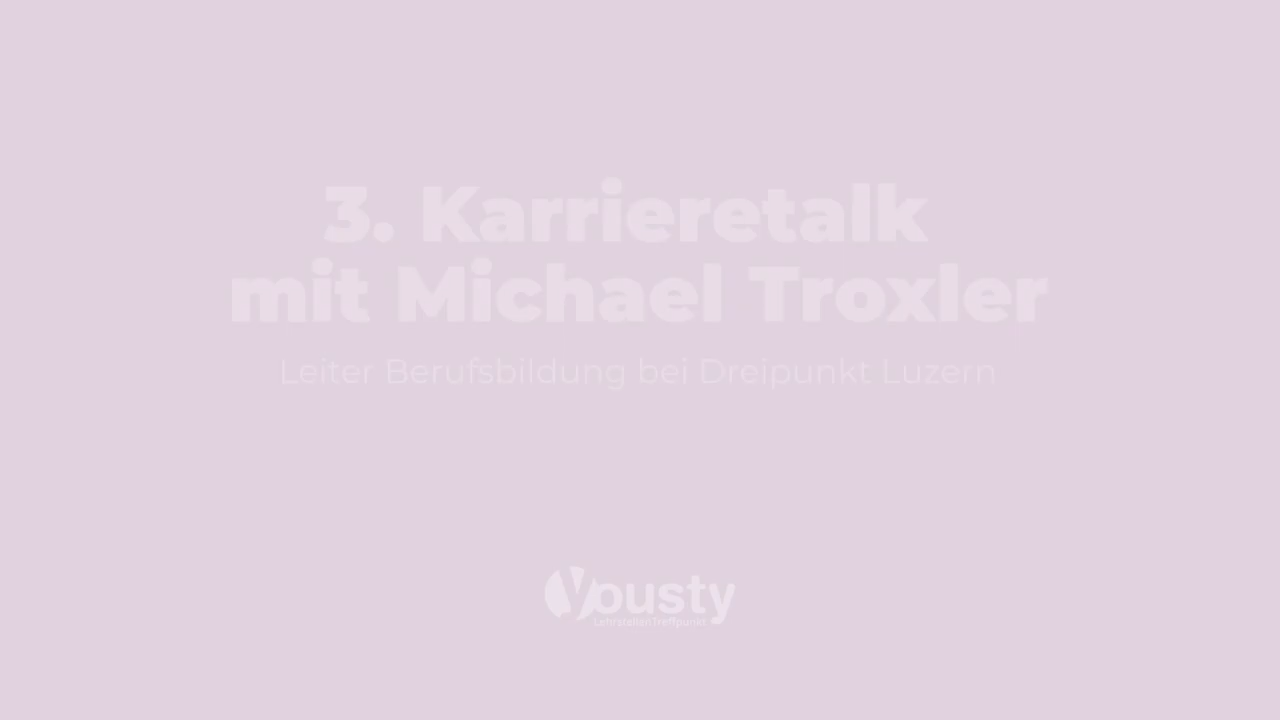 3. Karrieretalk
mit Michael Troxler
Leiter Berufsbildung bei Dreipunkt Luzern
Yousty
LehrstellenTreffpunkt